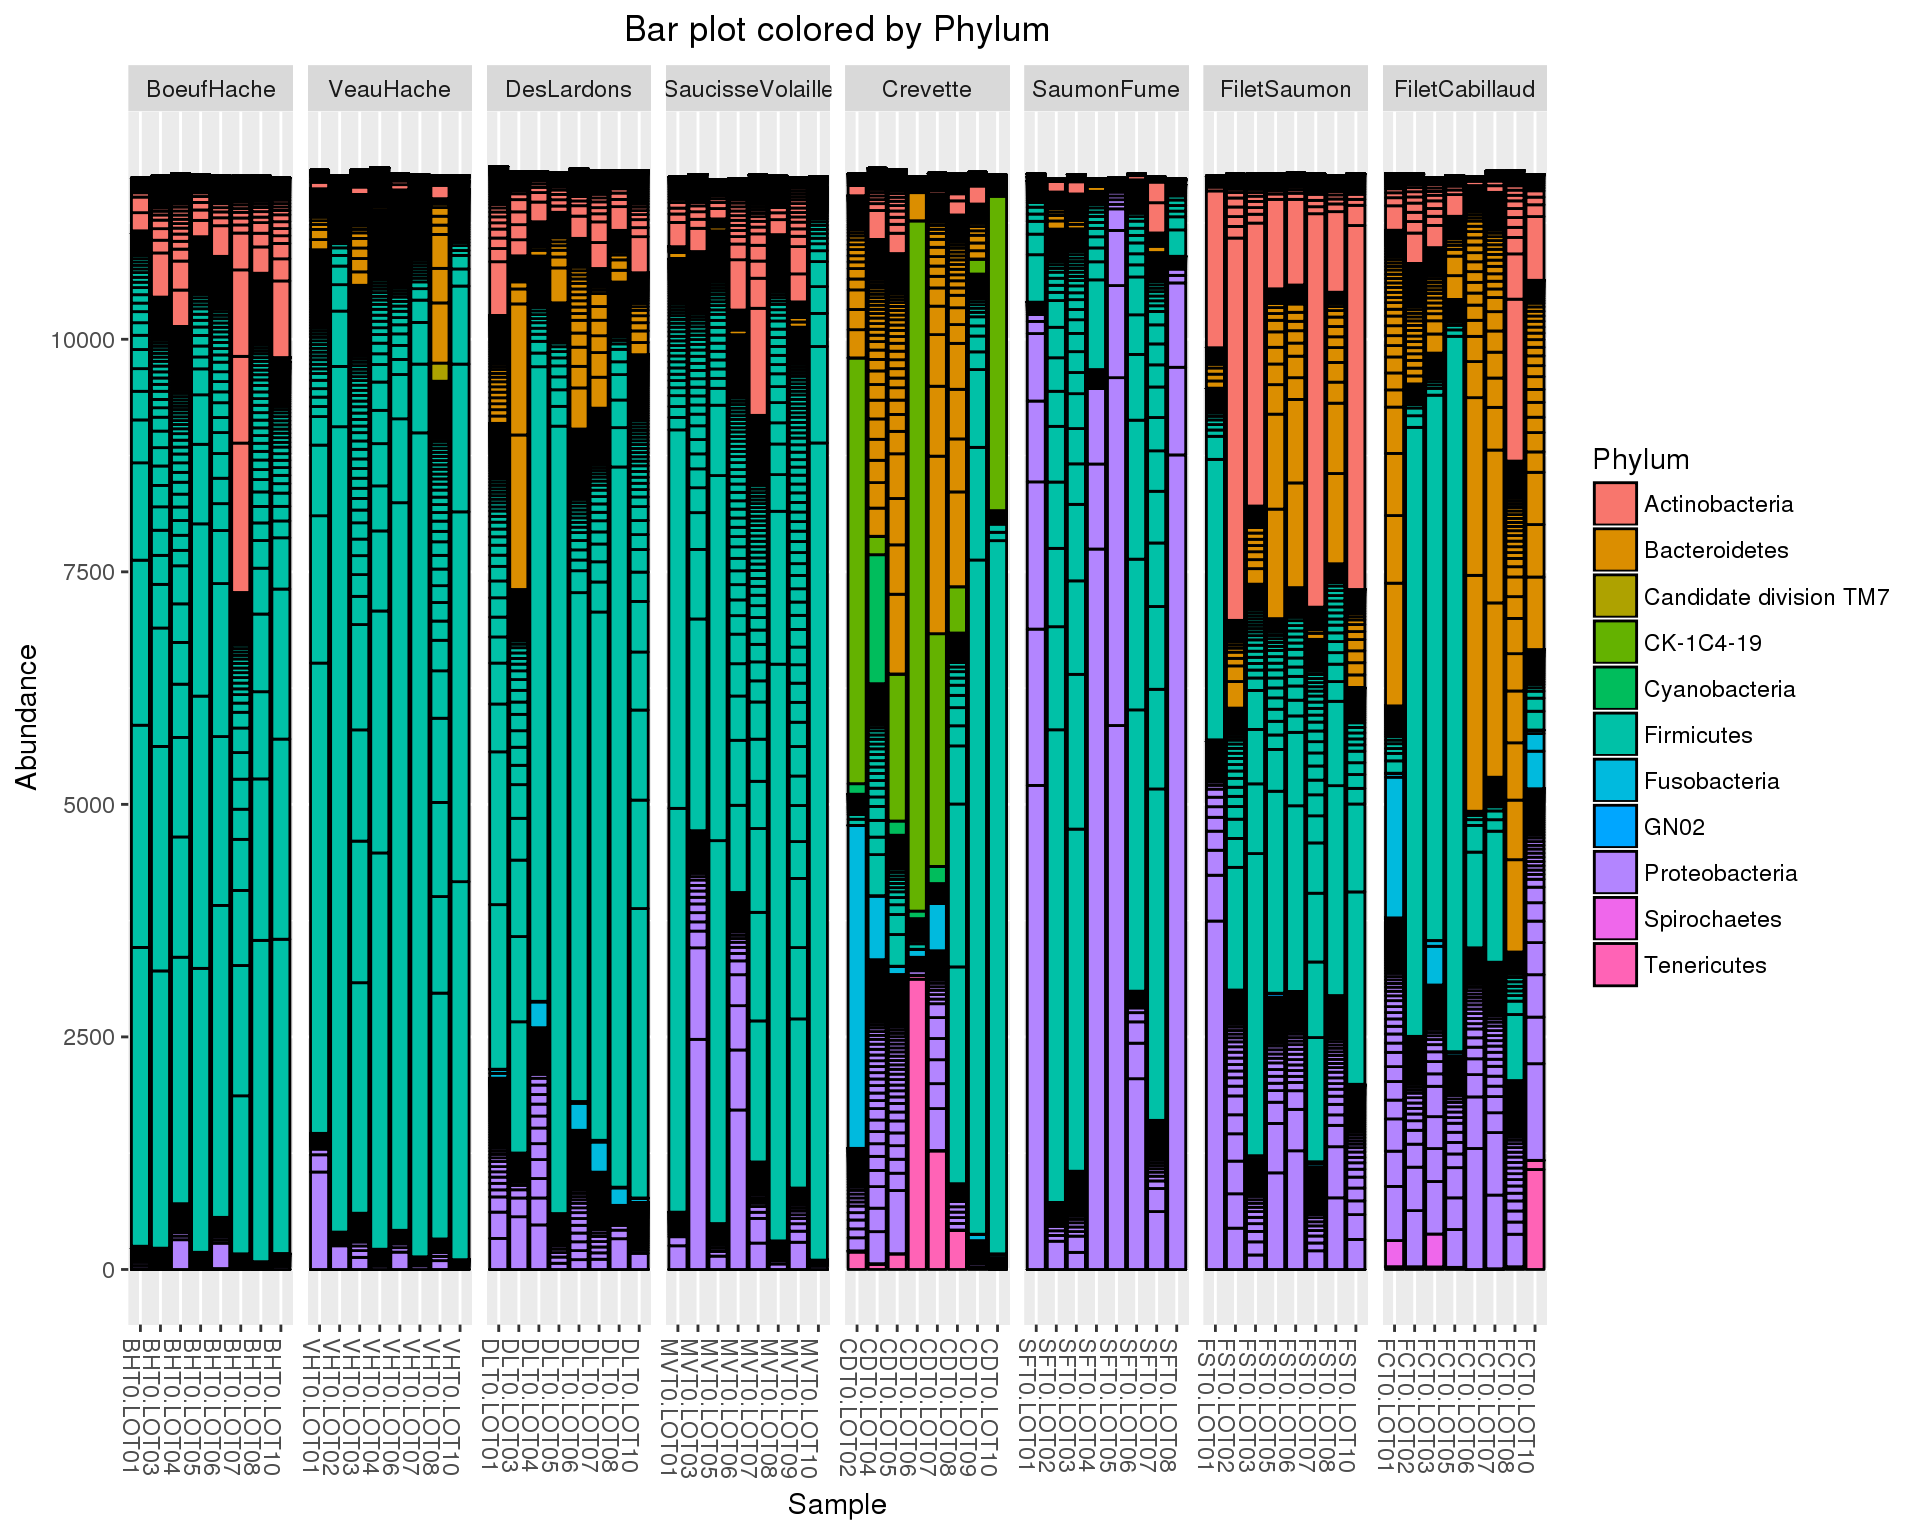 Bar plot colored by Phylum
BoeufHache VeauHache DesLardons SaucisseVolaille Crevette SaumonFume FiletSaumon FiletCabillaud
Abundance
10000
7500
5000
2500
0
BHT0.LOT01 BHT0.LOT03 BHT0.LOT04 BHT0.LOT05 BHT0.LOT06 BHT0.LOT07 BHT0.LOT08 BHT0.LOT10
VHT0.LOT01 VHT0.LOT02 VHT0.LOT03 VHT0.LOT04 VHT0.LOT06 VHT0.LOT07 VHT0.LOT08 VHT0.LOT10
DLT0.LOT01 DLT0.LOT03 DLT0.LOT04 DLT0.LOT05 DLT0.LOT06 DLT0.LOT07 DLT0.LOT08 DLT0.LOT10
MVT0.LOT01 MVT0.LOT03 MVT0.LOT05 MVT0.LOT06 MVT0.LOT07 MVT0.LOT08 MVT0.LOT09 MVT0.LOT10
CDT0.LOT02 CDT0.LOT04 CDT0.LOT05 CDT0.LOT06 CDT0.LOT07 CDT0.LOT08 CDT0.LOT09 CDT0.LOT10
SFT0.LOT01 SFT0.LOT02 SFT0.LOT03 SFT0.LOT04 SFT0.LOT05 SFT0.LOT06 SFT0.LOT07 SFT0.LOT08
FST0.LOT01 FST0.LOT02 FST0.LOT03 FST0.LOT05 FST0.LOT06 FST0.LOT07 FST0.LOT08 FST0.LOT10
FCT0.LOT01 FCT0.LOT02 FCT0.LOT03 FCT0.LOT05 FCT0.LOT06 FCT0.LOT07 FCT0.LOT08 FCT0.LOT10
Sample
Phylum
Actinobacteria
Bacteroidetes
Candidate division TM7
CK-1C4-19
Cyanobacteria
Firmicutes
Fusobacteria
GN02
Proteobacteria
Spirochaetes
Tenericutes